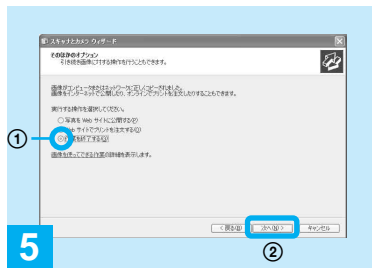 スキャナとカメラ ウィザード
そのほかのオプション
引き続き画像に対する操作を行うこともできます。
画像がコンピュータまたはネットワークに正しくコピーされました。
画像をインターネットで公開したり、オンラインでプリントを注文したりすることもできます。
実行する操作を選択してください。
写真を Web サイトに公開する(P)
Web サイトでプリントを注文する(O)
①
作業を終了する(Q)
画像を使ってできる作業の詳細を表示します。
< 戻る(B)
次へ(N) >
キャンセル
5
②